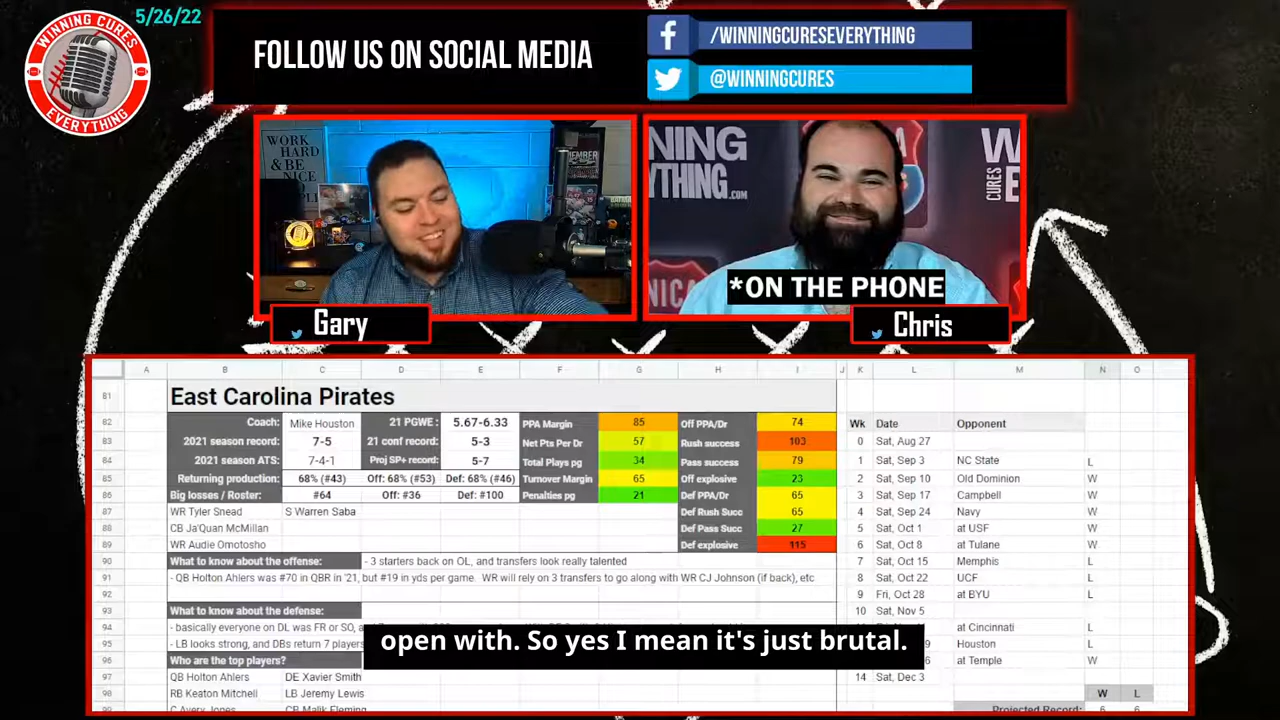 5/26/22
WINNING CURES
EVERYTHING
FOLLOW US ON SOCIAL MEDIA
/WINNINGCURESEVERYTHING
@WINNINGCURES
WORK
HARD
& BE
NICE
*ON THE PHONE
Gary
Chris
A B C D E F G H I J K L M N O
81 East Carolina Pirates
82 Coach: Mike Houston 21 PGWE : 5.67-6.33 PPA Margin 85 Off PPA/Dr 74 Wk Date Opponent
83 2021 season record: 7-5 21 conf record: 5-3 Net Pts Per Dr 57 Rush success 103 0 Sat, Aug 27
84 2021 season ATS: 7-4-1 Proj SP+ record: 5-7 Total Plays pg 34 Pass success 79 1 Sat, Sep 3 NC State L
85 Returning production: 68% (#43) Off: 68% (#53) Def: 68% (#46) Turnover Margin 65 Off explosive 23 2 Sat, Sep 10 Old Dominion W
86 Big losses / Roster: #64 Off: #36 Def: #100 Penalties pg 21 Def PPA/Dr 65 3 Sat, Sep 17 Campbell W
87 WR Tyler Snead S Warren Saba Def Rush Succ 65 4 Sat, Sep 24 Navy W
88 CB Ja'Quan McMillan Def Pass Succ 27 5 Sat, Oct 1 at USF W
89 WR Audie Omotosho Def explosive 115 6 Sat, Oct 8 at Tulane W
90 What to know about the offense: - 3 starters back on OL, and transfers look really talented 7 Sat, Oct 15 Memphis L
91 - QB Holton Ahlers was #70 in QBR in '21, but #19 in yds per game. WR will rely on 3 transfers to go along with WR CJ Johnson (if back), etc 8 Sat, Oct 22 UCF L
92 9 Fri, Oct 28 at BYU L
93 What to know about the defense: 10 Sat, Nov 5
94 - basically everyone on DL was FR or SO, at Cincinnati L
95 - LB looks strong, and DBs return 7 players Houston L
96 Who are the top players? at Temple W
97 QB Holton Ahlers DE Xavier Smith 14 Sat, Dec 3
98 RB Keaton Mitchell LB Jeremy Lewis W L
99 C Avery Jones CB Malik Fleming Projected Record: 6 6
open with. So yes I mean it's just brutal.